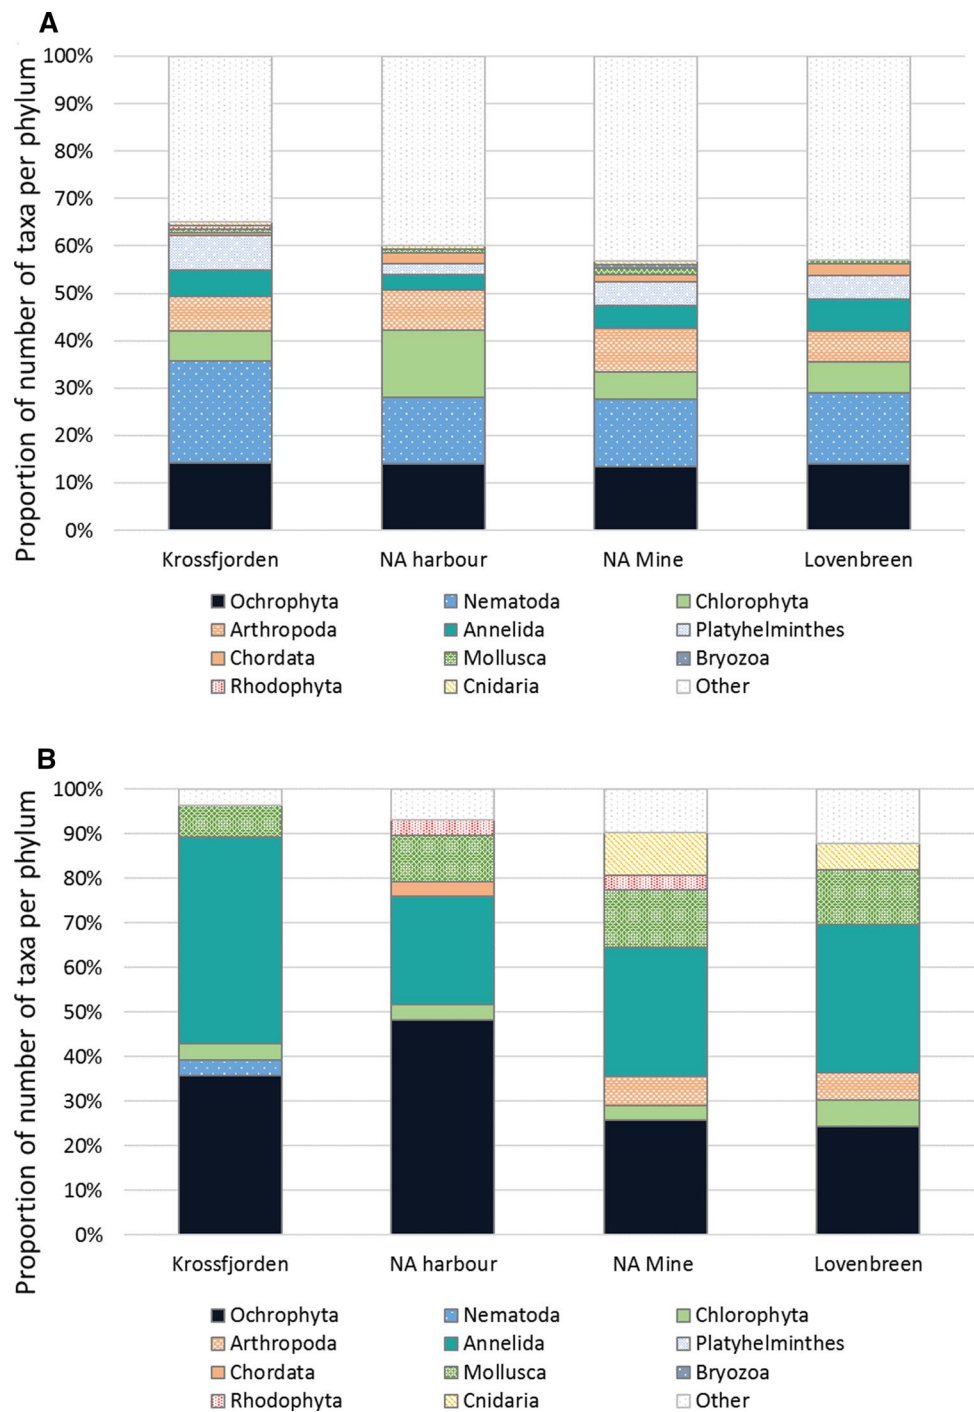 A
Proportion of number of taxa per phylum
100%
90%
80%
70%
60%
50%
40%
30%
20%
10%
0%
Krossfjorden NA harbour NA Mine Lovenbreen
Ochrophyta Nematoda Chlorophyta
Arthropoda Annelida Platyhelminthes
Chordata Mollusca Bryozoa
Rhodophyta Cnidaria Other
B
Proportion of number of taxa per phylum
100%
90%
80%
70%
60%
50%
40%
30%
20%
10%
0%
Krossfjorden NA harbour NA Mine Lovenbreen
Ochrophyta Nematoda Chlorophyta
Arthropoda Annelida Platyhelminthes
Chordata Mollusca Bryozoa
Rhodophyta Cnidaria Other